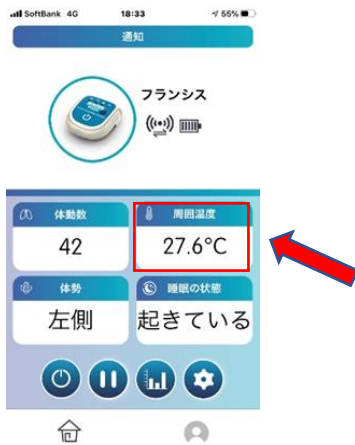 SoftBank 4G 18:33 55%
通知
フランシス
体動数 周囲温度
42 27.6°C
体勢 睡眠の状態
左側 起きている